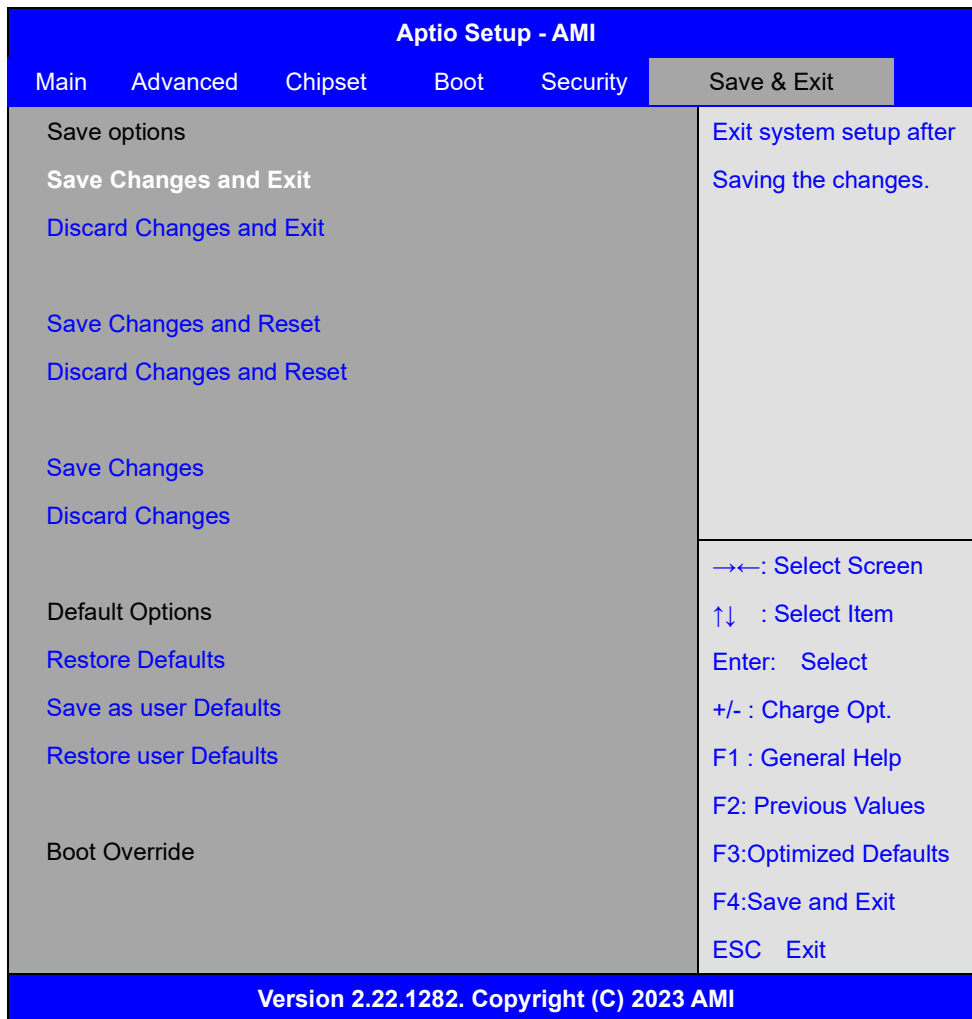 Aptio Setup - AMI
Main Advanced Chipset Boot Security Save & Exit
Save options
Save Changes and Exit
Discard Changes and Exit
Save Changes and Reset
Discard Changes and Reset
Save Changes
Discard Changes
Default Options
Restore Defaults
Save as user Defaults
Restore user Defaults
Boot Override
Exit system setup after
Saving the changes.
→←: Select Screen
↑↓ : Select Item
Enter: Select
+/- : Charge Opt.
F1 : General Help
F2: Previous Values
F3:Optimized Defaults
F4:Save and Exit
ESC Exit
Version 2.22.1282. Copyright (C) 2023 AMI